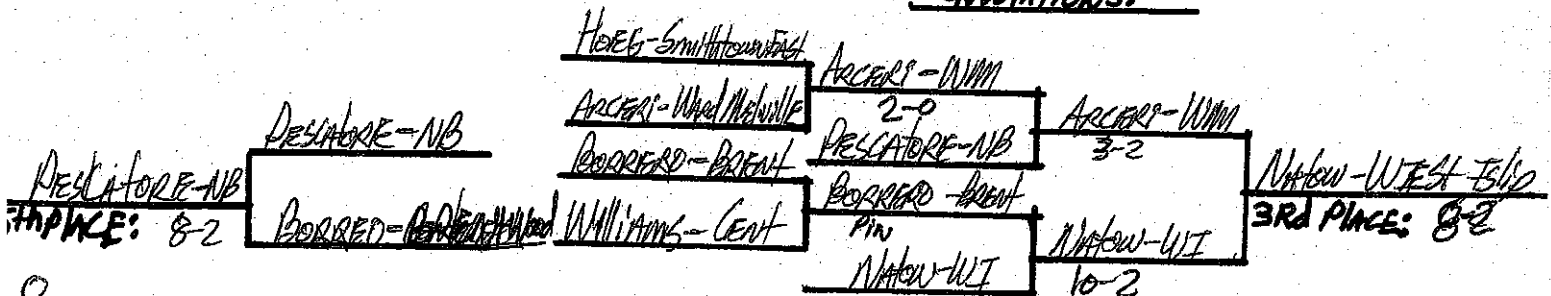 CONSOLATIONS:
HOEG-Smithtown EAST
ARCERI-WM
2-0
ARCERI-Ward Melville
ARCERI-WM
3-2
PESCATORE-NB
BORRERO-BRENT
PESCATORE-NB
PESCATORE-NB
5th PLACE: 8-2
NATOW-WEST ISLIP
3Rd PLACE: 8-2
BORRERO-BRENT
PIN
BORRED-
WILLIAMS-CENT
NATOW-WI
10-2
NATOW-WI